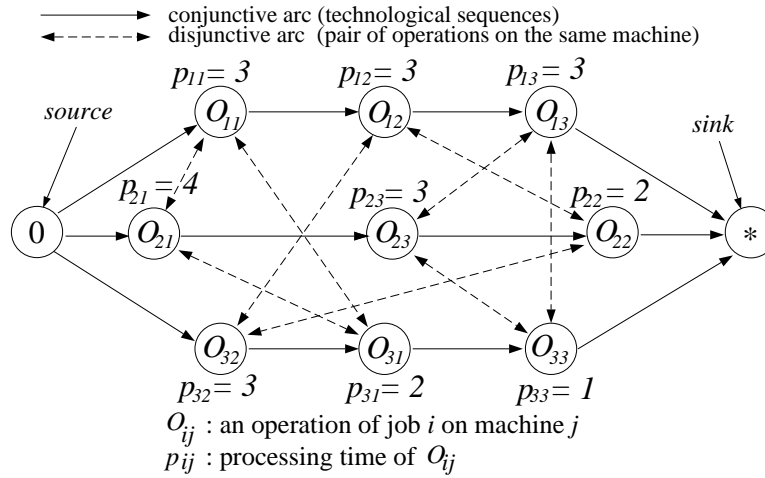 conjunctive arc (technological sequences)
disjunctive arc (pair of operations on the same machine)
p11 = 3 p12 = 3 p13 = 3
source O11 O12 O13 sink
p21 = 4 p23 = 3 p22 = 2
0 O21 O23 O22 *
O32 O31 O33
p32 = 3 p31 = 2 p33 = 1
Oij : an operation of job i on machine j
pij : processing time of Oij